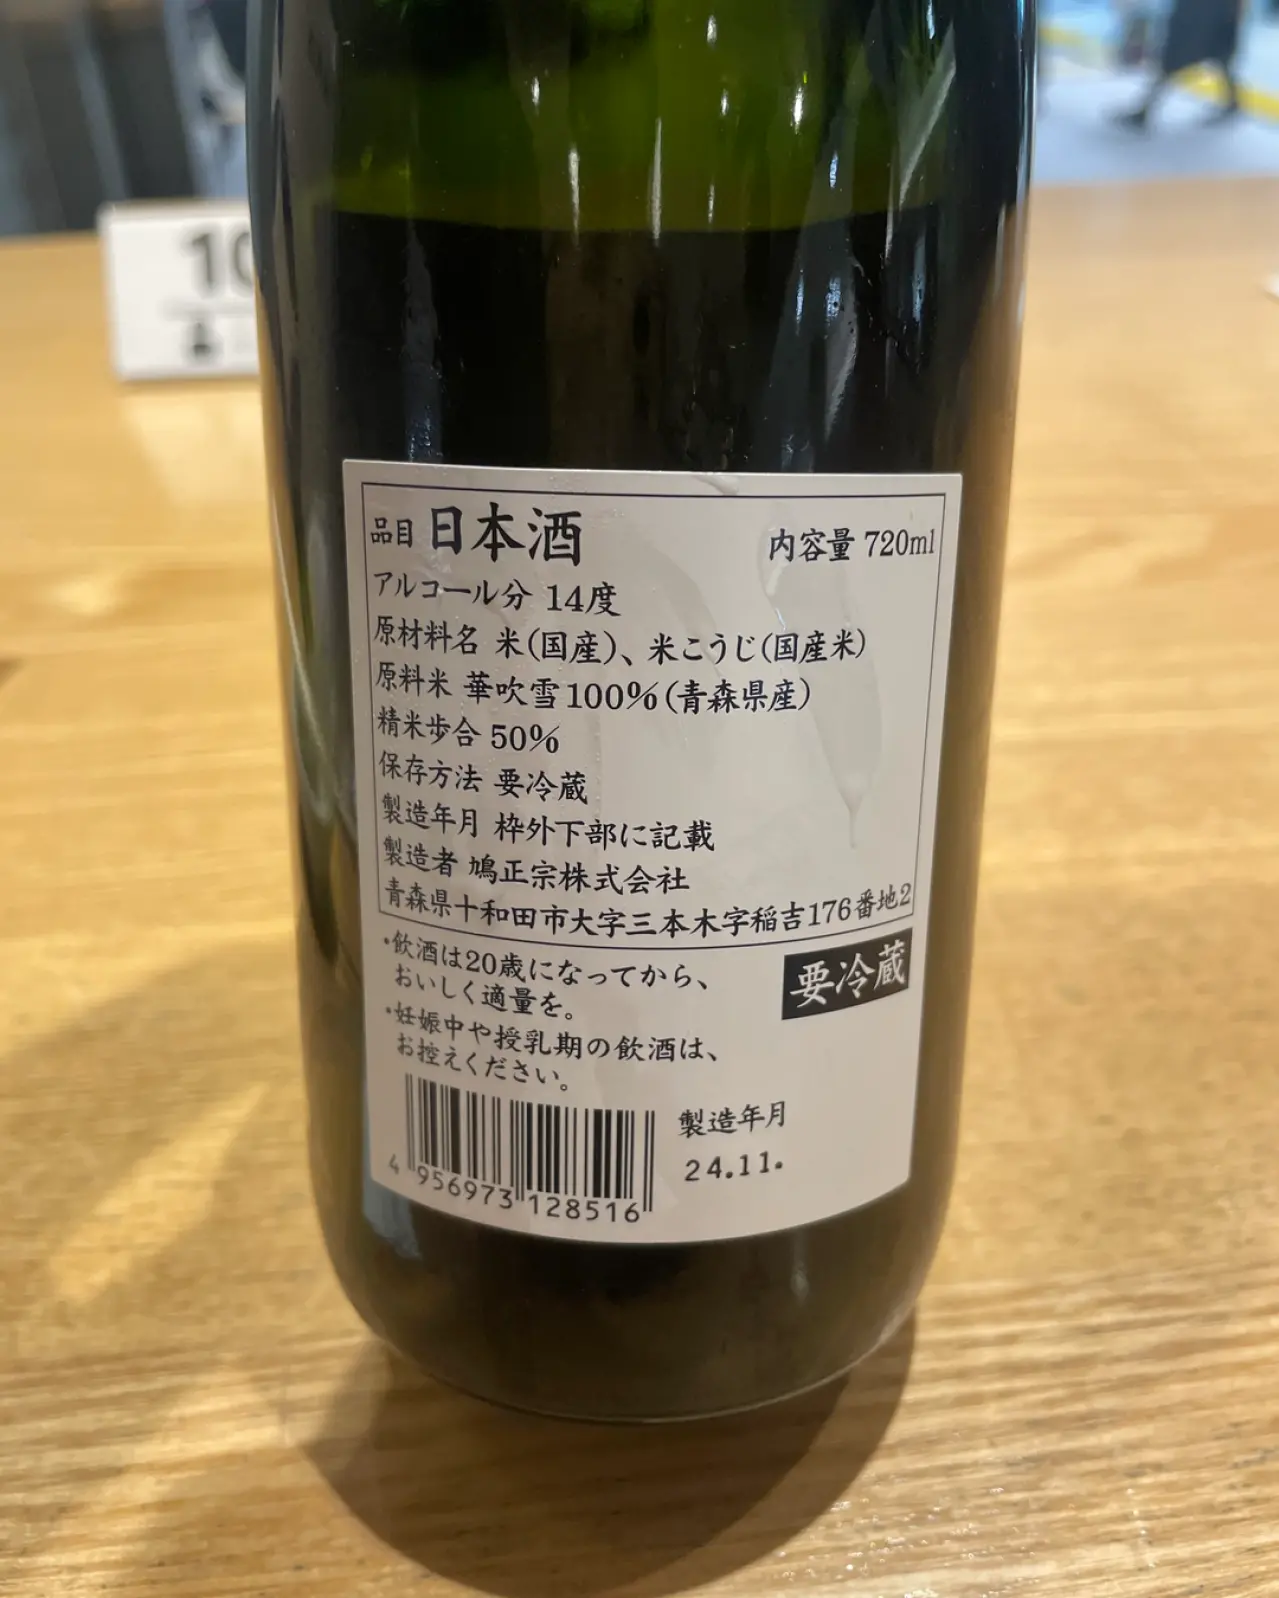 10
品目 日本酒 内容量 720ml
アルコール分 14度
原材料名 米(国産)、米こうじ(国産米)
原料米 華吹雪100%(青森県産)
精米歩合 50%
保存方法 要冷蔵
製造年月 枠外下部に記載
製造者 鳩正宗株式会社
青森県十和田市大字三本木字稲吉176番地2
・飲酒は20歳になってから、
おいしく適量を。
要冷蔵
・妊娠中や授乳期の飲酒は、
お控えください。
製造年月
24.11.
4 956973 128516